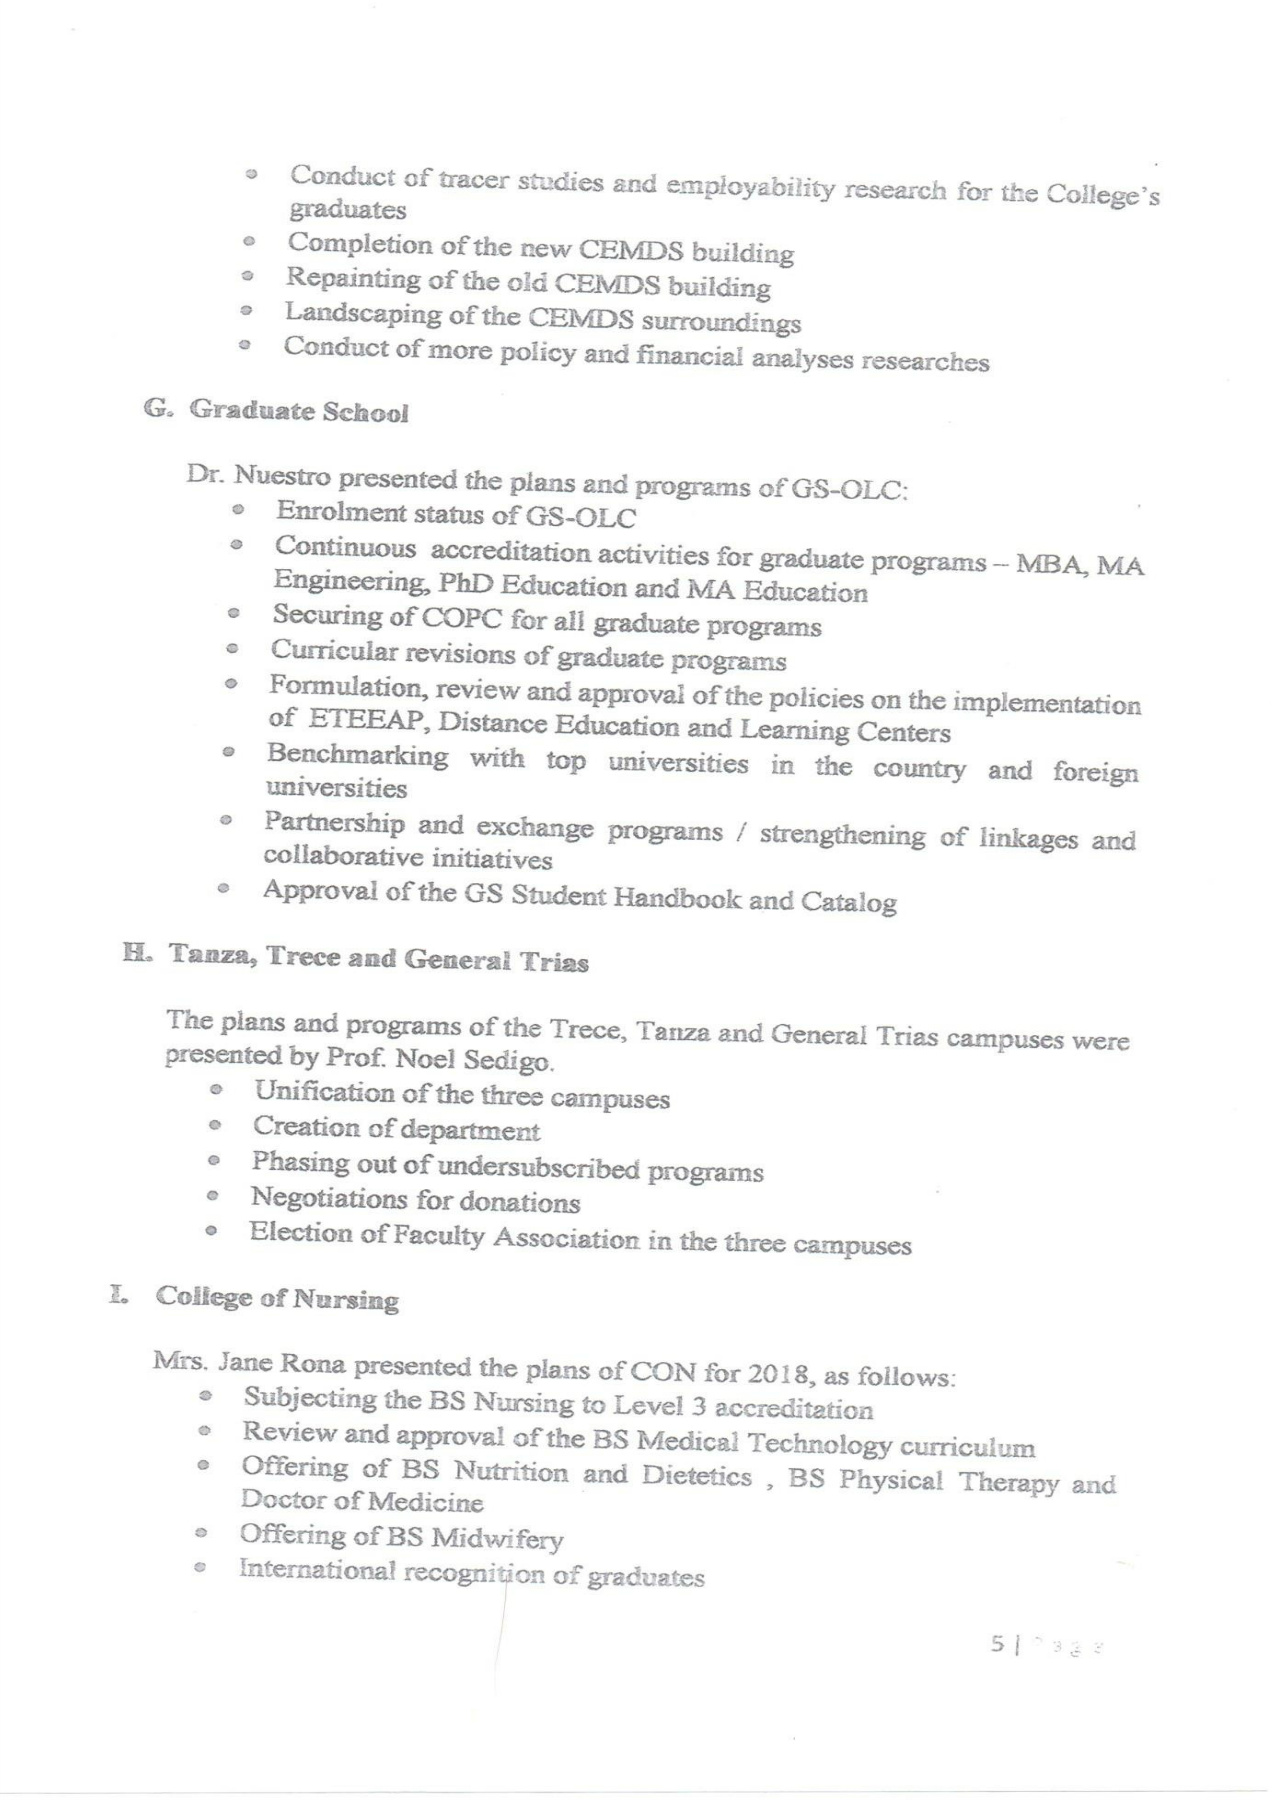 • Conduct of tracer studies and employability research for the College's
graduates
• Completion of the new CEMDS building
• Repainting of the old CEMDS building
• Landscaping of the CEMDS surroundings
• Conduct of more policy and financial analyses researches
G. Graduate School
Dr. Nuestro presented the plans and programs of GS-OLC:
• Enrolment status of GS-OLC
• Continuous accreditation activities for graduate programs – MBA, MA
Engineering, PhD Education and MA Education
• Securing of COPC for all graduate programs
• Curricular revisions of graduate programs
• Formulation, review and approval of the policies on the implementation
of ETEEAP, Distance Education and Learning Centers
• Benchmarking with top universities in the country and foreign
universities
• Partnership and exchange programs / strengthening of linkages and
collaborative initiatives
• Approval of the GS Student Handbook and Catalog
H. Tanza, Trece and General Trias
The plans and programs of the Trece, Tanza and General Trias campuses were
presented by Prof. Noel Sedigo.
• Unification of the three campuses
• Creation of department
• Phasing out of undersubscribed programs
• Negotiations for donations
• Election of Faculty Association in the three campuses
I. College of Nursing
Mrs. Jane Rona presented the plans of CON for 2018, as follows:
• Subjecting the BS Nursing to Level 3 accreditation
• Review and approval of the BS Medical Technology curriculum
• Offering of BS Nutrition and Dietetics , BS Physical Therapy and
Doctor of Medicine
• Offering of BS Midwifery
• International recognition of graduates
5 | Page